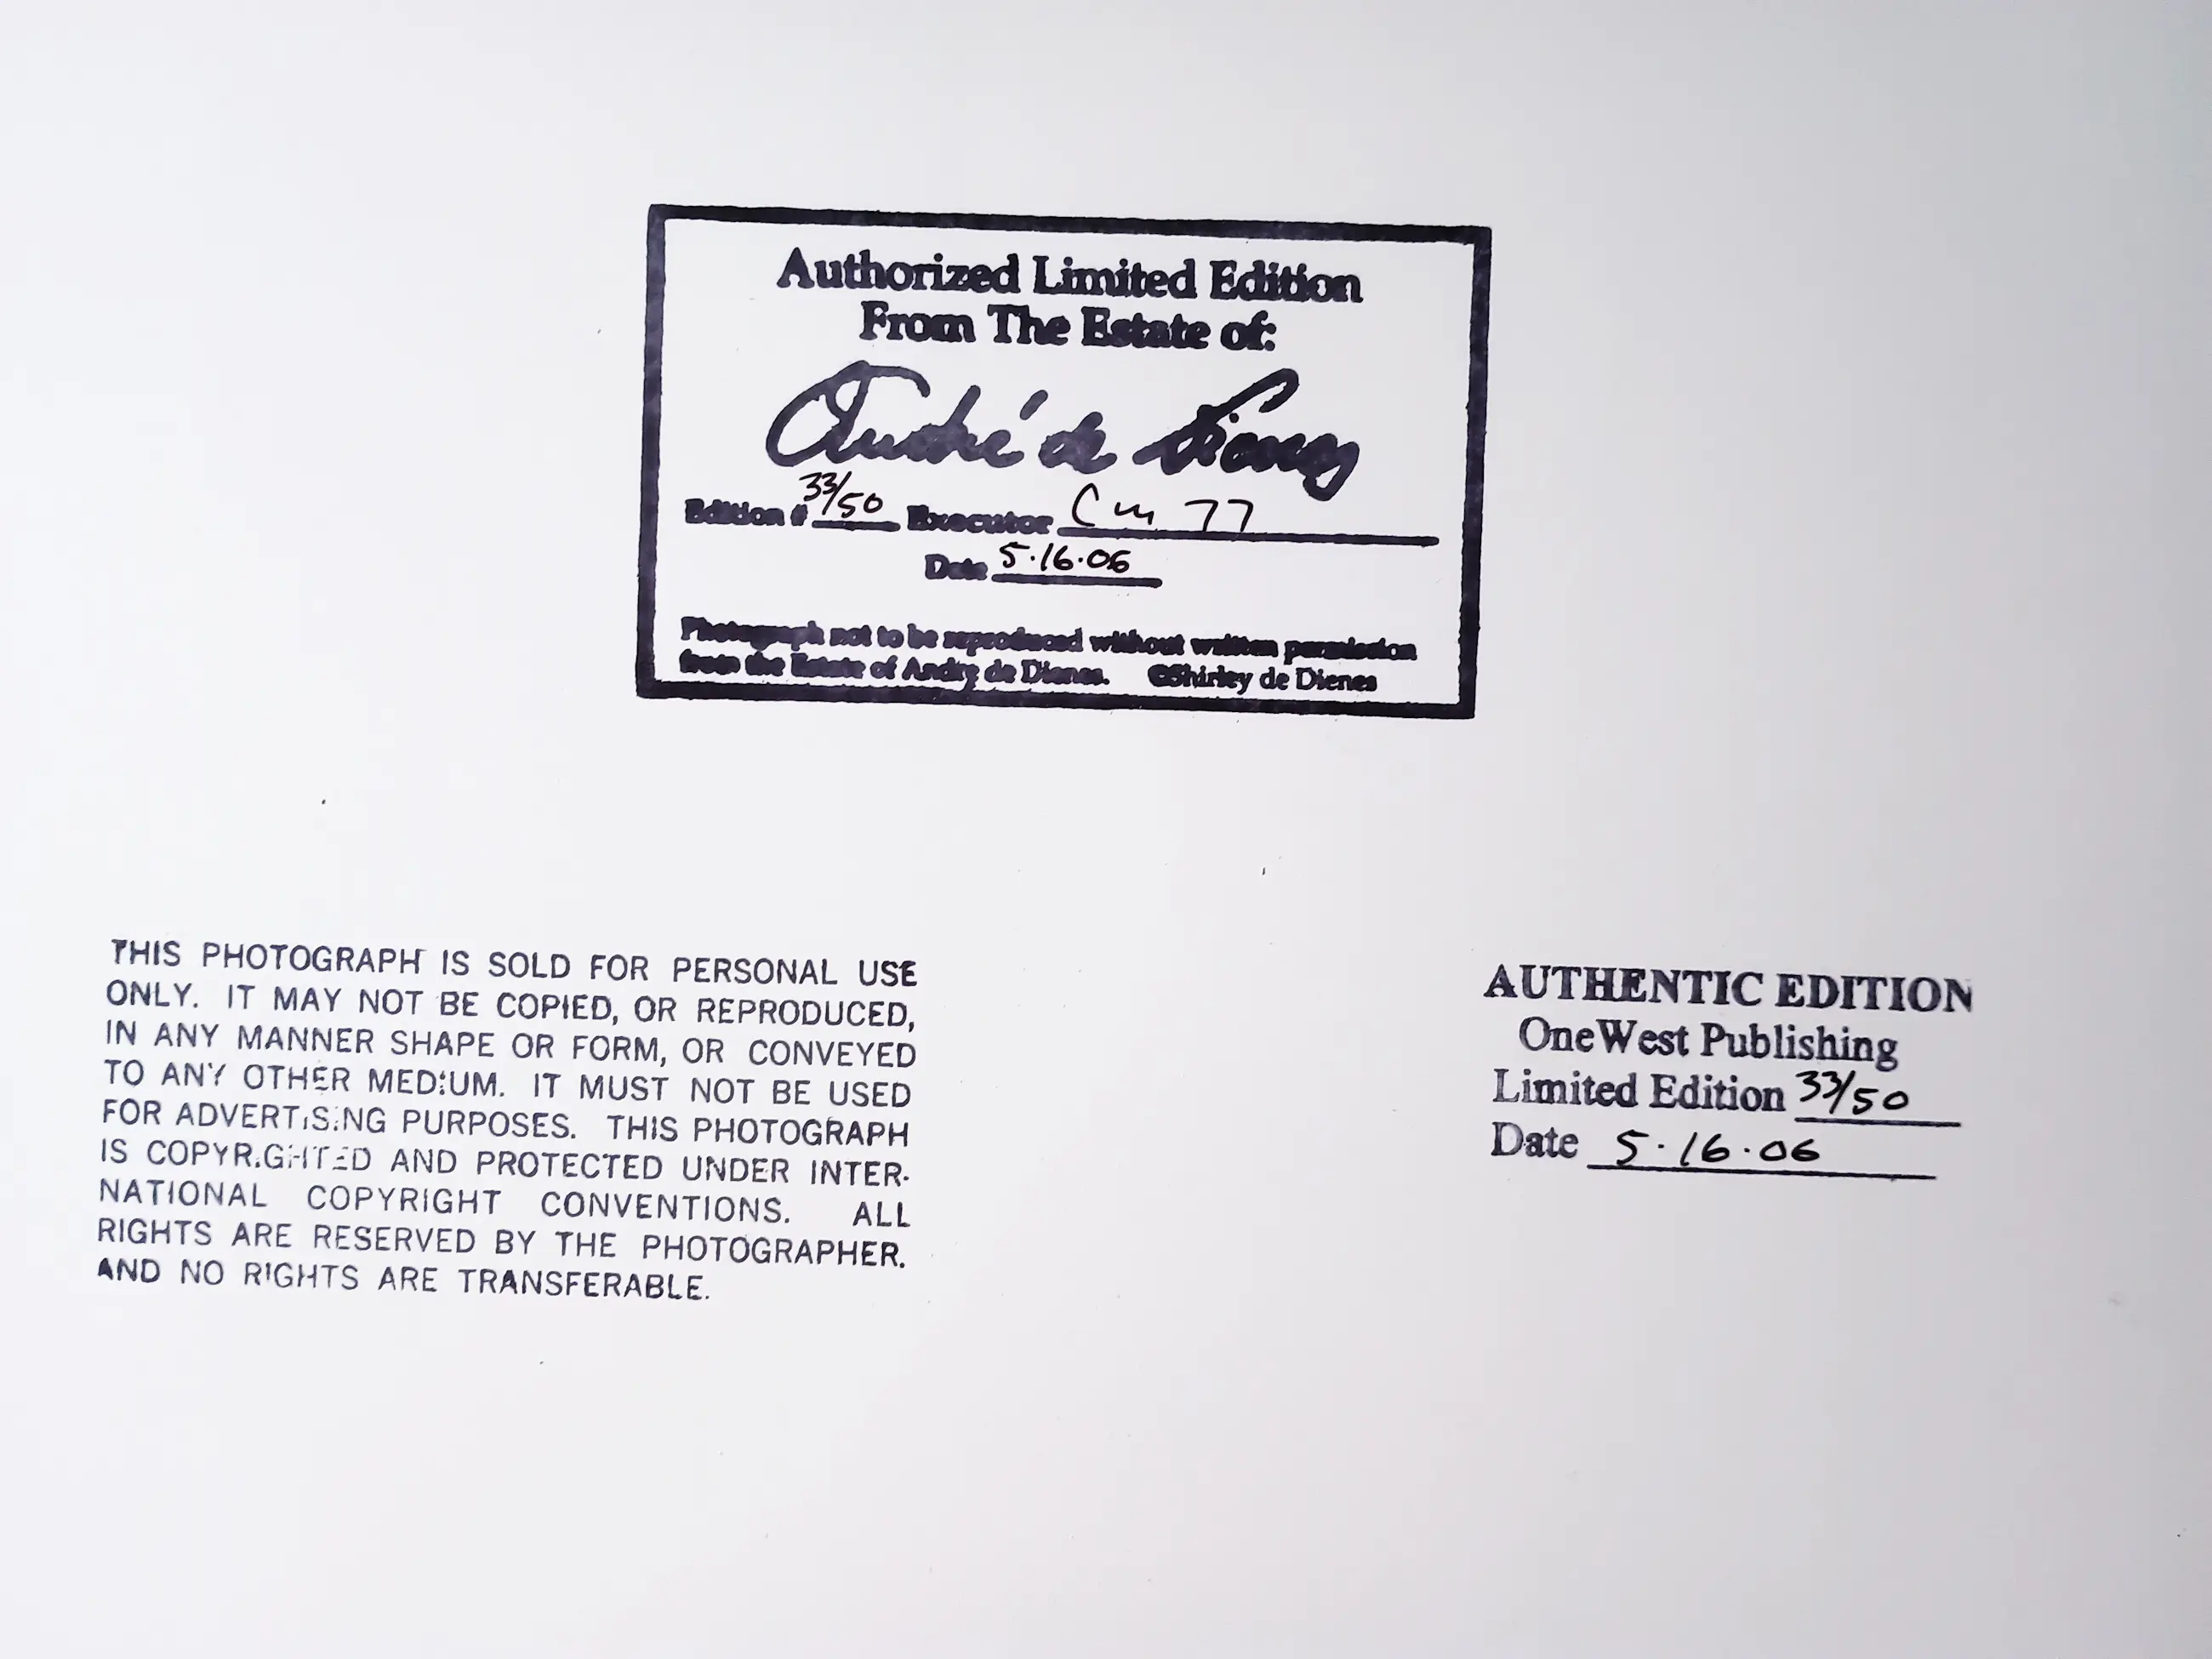 Authorized Limited Edition
From The Estate of:
André de Dienes
Edition # 33/50 Executor
Date 5.16.06
Photograph not to be reproduced without written permission
from the Estate of Andre de Dienes. ©Shirley de Dienes
THIS PHOTOGRAPH IS SOLD FOR PERSONAL USE
ONLY. IT MAY NOT BE COPIED, OR REPRODUCED,
IN ANY MANNER SHAPE OR FORM, OR CONVEYED
TO ANY OTHER MEDIUM. IT MUST NOT BE USED
FOR ADVERTISING PURPOSES. THIS PHOTOGRAPH
IS COPYRIGHTED AND PROTECTED UNDER INTER-
NATIONAL COPYRIGHT CONVENTIONS. ALL
RIGHTS ARE RESERVED BY THE PHOTOGRAPHER.
AND NO RIGHTS ARE TRANSFERABLE.
AUTHENTIC EDITION
OneWest Publishing
Limited Edition 33/50
Date 5.16.06